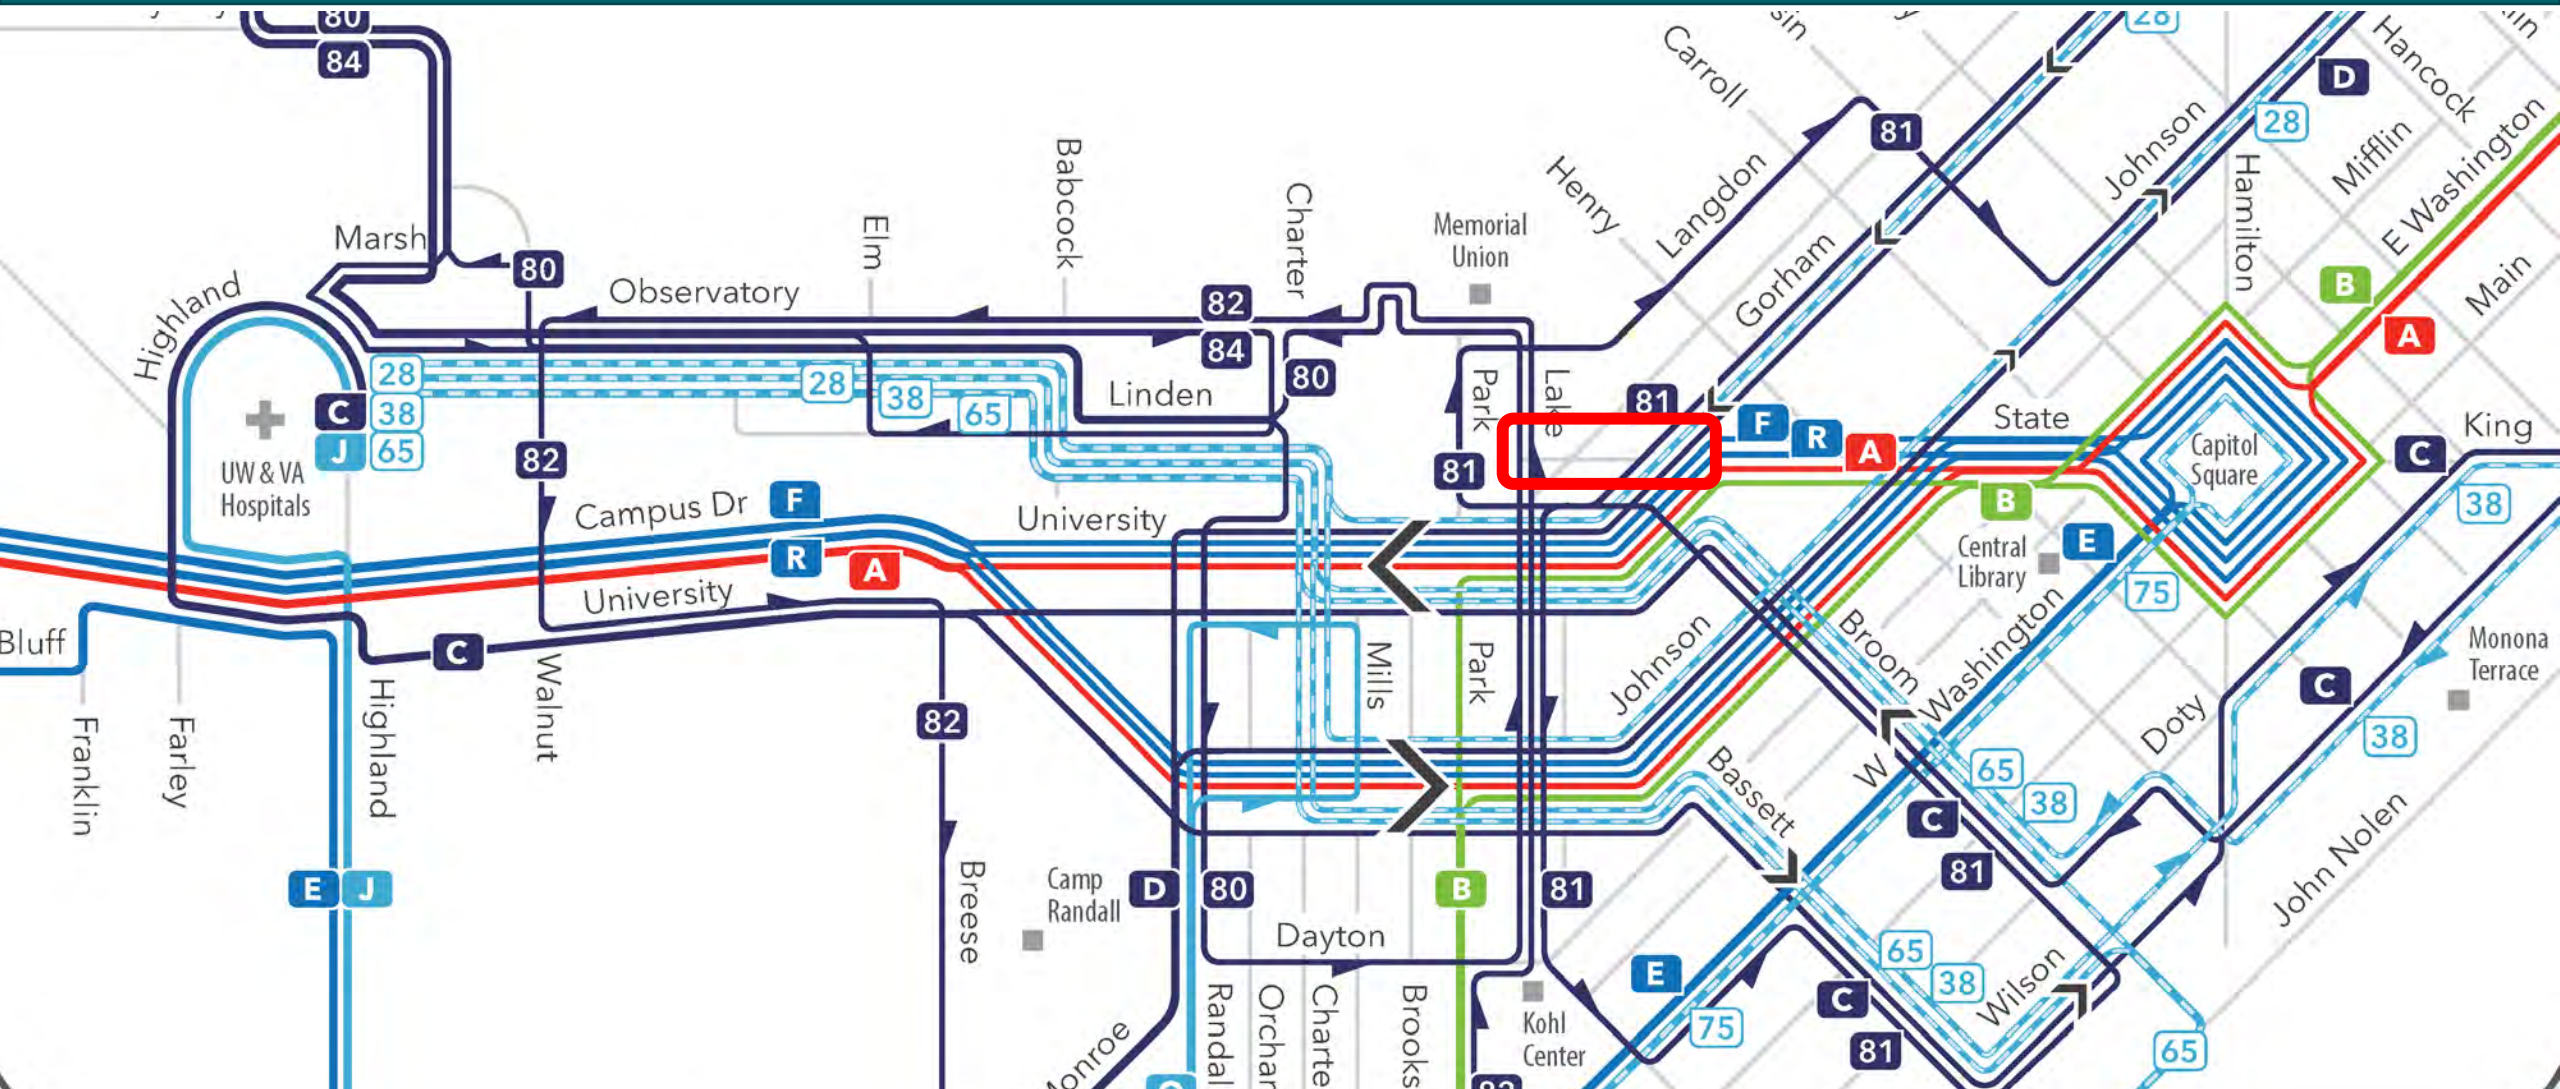 80
84
28
Carroll
Hancock
D
81
28
E Washington
Mifflin
Johnson
Hamilton
Babcock
Henry
Langdon
Charter
Memorial
Union
Elm
Marsh
80
Observatory
82
Gorham
B
Main
Highland
84
A
28
28
80
Linden
Park
Lake
81
C
38
38
65
F
R
A
State
King
J
65
UW & VA
Hospitals
82
81
Capitol
Square
C
38
Campus Dr
F
University
B
Central
Library
E
R
A
University
75
Bluff
C
Walnut
Highland
Farley
Franklin
82
Mills
Park
Johnson
Broom
W Washington
Monona
Terrace
C
38
Doty
65
38
Bassett
C
81
John Nolen
E
J
Breese
Camp
Randall
D
80
B
81
Dayton
65
38
Wilson
E
C
75
81
65
Kohl
Center
Orchar
Charte
Brooks
Randal